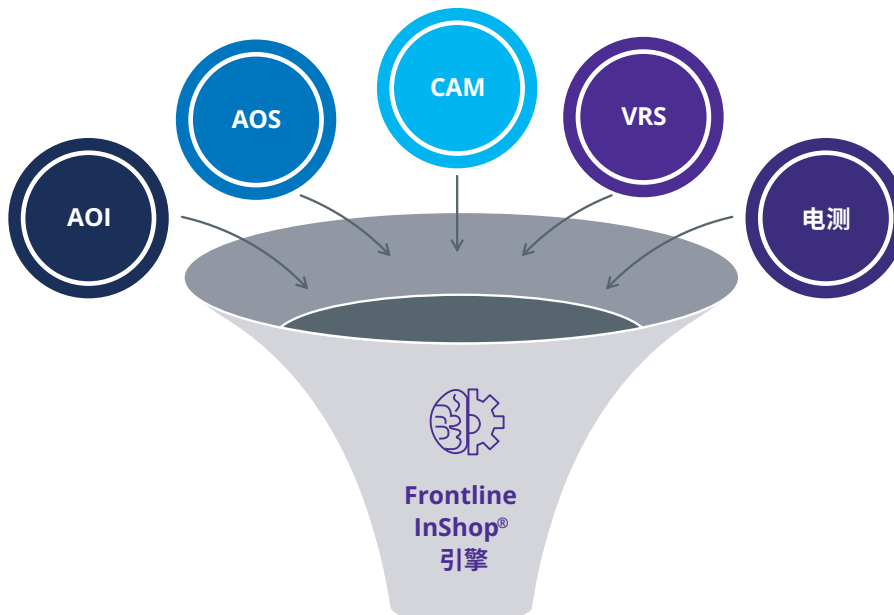 AOI
AOS
CAM
VRS
电测
Frontline
InShop®
引擎